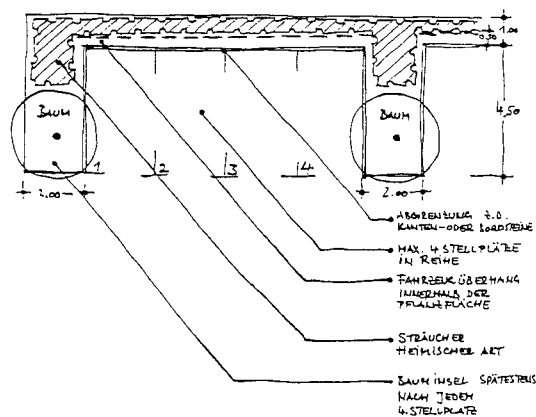 1.00
0.50
4.50
BAUM
BAUM
1 2 3 4
2.00
2.00
ABGRENZUNG Z.B.
KANTEN- ODER BORDSTEINE
MAX. 4 STELLPLÄTZE
IN REIHE
FAHRZEUGÜBERHANG
INNERHALB DER
PFLANZFLÄCHE
STRÄUCHER
HEIMISCHER ART
BAUMINSEL SPÄTESTENS
NACH JEDEM
4. STELLPLATZ